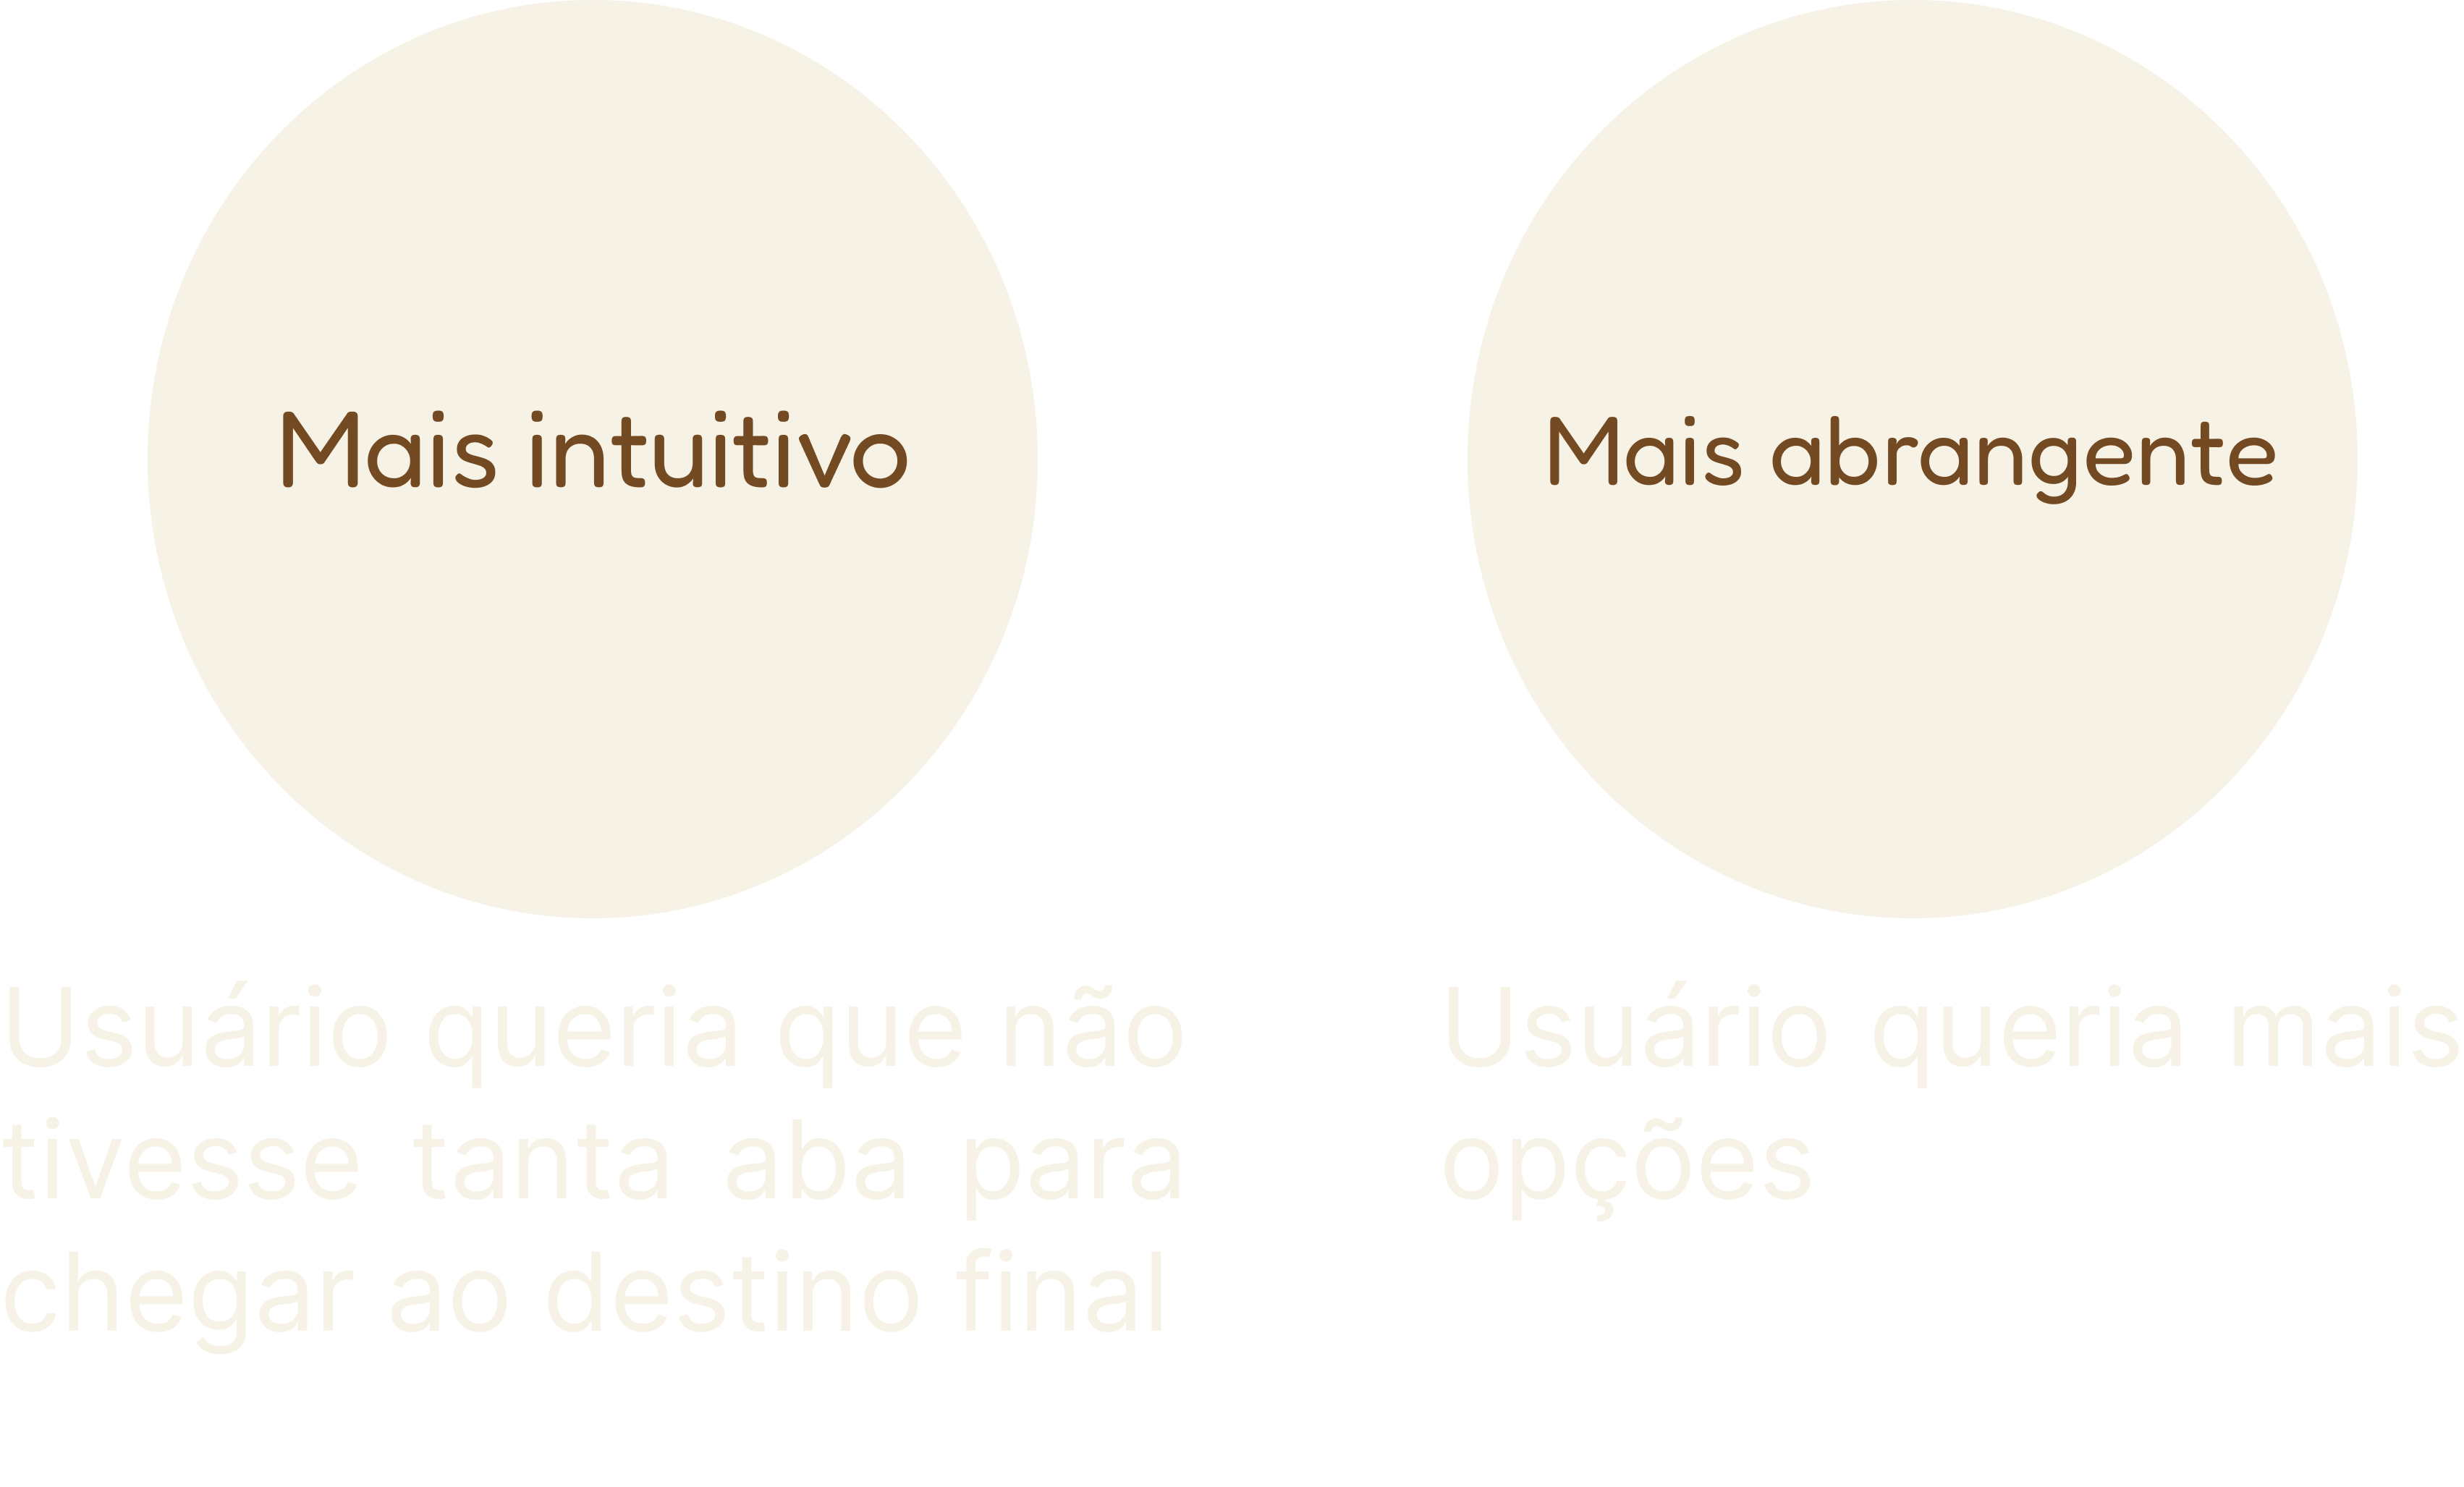 Mais intuitivo
Usuário queria que não
tivesse tanta aba para
chegar ao destino final
Mais abrangente
Usuário queria mais
opções